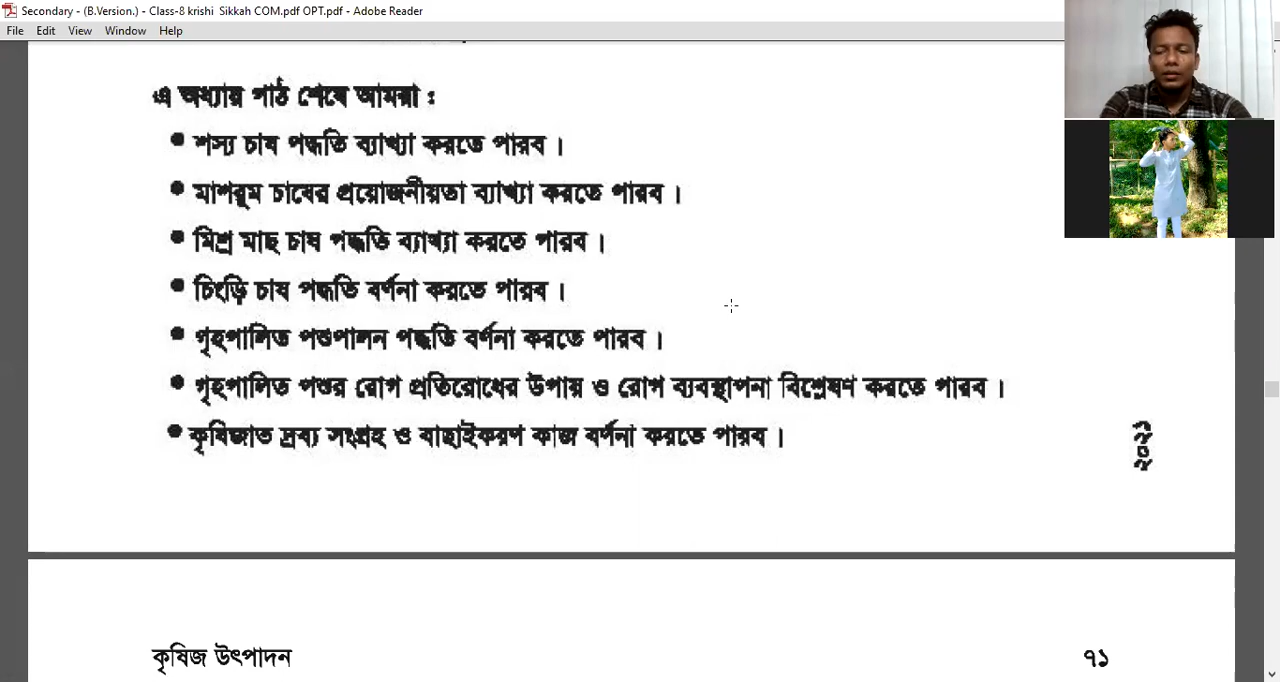 Secondary - (B.Version.) - Class-8 krishi Sikkah COM.pdf OPT.pdf - Adobe Reader
File Edit View Window Help
এ অধ্যায় পাঠ শেষে আমরা :
• শস্য চাষ পদ্ধতি ব্যাখ্যা করতে পারব ।
• মাশরুম চাষের প্রয়োজনীয়তা ব্যাখ্যা করতে পারব ।
• মিশ্র মাছ চাষ পদ্ধতি ব্যাখ্যা করতে পারব ।
• চিংড়ি চাষ পদ্ধতি বর্ণনা করতে পারব ।
• গৃহপালিত পশুপালন পদ্ধতি বর্ণনা করতে পারব ।
• গৃহপালিত পশুর রোগ প্রতিরোধের উপায় ও রোগ ব্যবস্থাপনা বিশ্লেষণ করতে পারব ।
• কৃষিজাত দ্রব্য সংগ্রহ ও বাছাইকরণ কাজ বর্ণনা করতে পারব ।
২০২১
কৃষিজ উৎপাদন ৭১